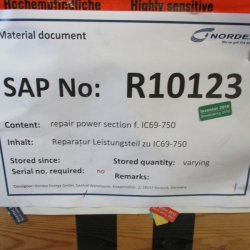 Hochempfindliche Highly sensitive
Material document NORDEX
SAP No: R10123
Content: repair power section f. IC69-750
Inhalt: Reparatur Leistungsteil zu IC69-750
Stored since: Stored quantity: varying
Serial no. required: no Remarks: